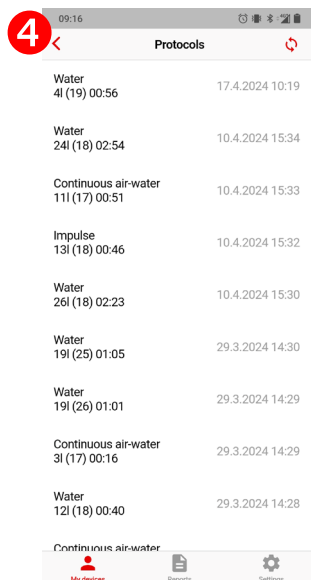 4
09:16
Protocols
Water
4l (19) 00:56
17.4.2024 10:19
Water
24l (18) 02:54
10.4.2024 15:34
Continuous air-water
11l (17) 00:51
10.4.2024 15:33
Impulse
13l (18) 00:46
10.4.2024 15:32
Water
26l (18) 02:23
10.4.2024 15:30
Water
19l (25) 01:05
29.3.2024 14:30
Water
19l (26) 01:01
29.3.2024 14:29
Continuous air-water
3l (17) 00:16
29.3.2024 14:29
Water
12l (18) 00:40
29.3.2024 14:28
Continuous air-water
My devices
Reports
Settings